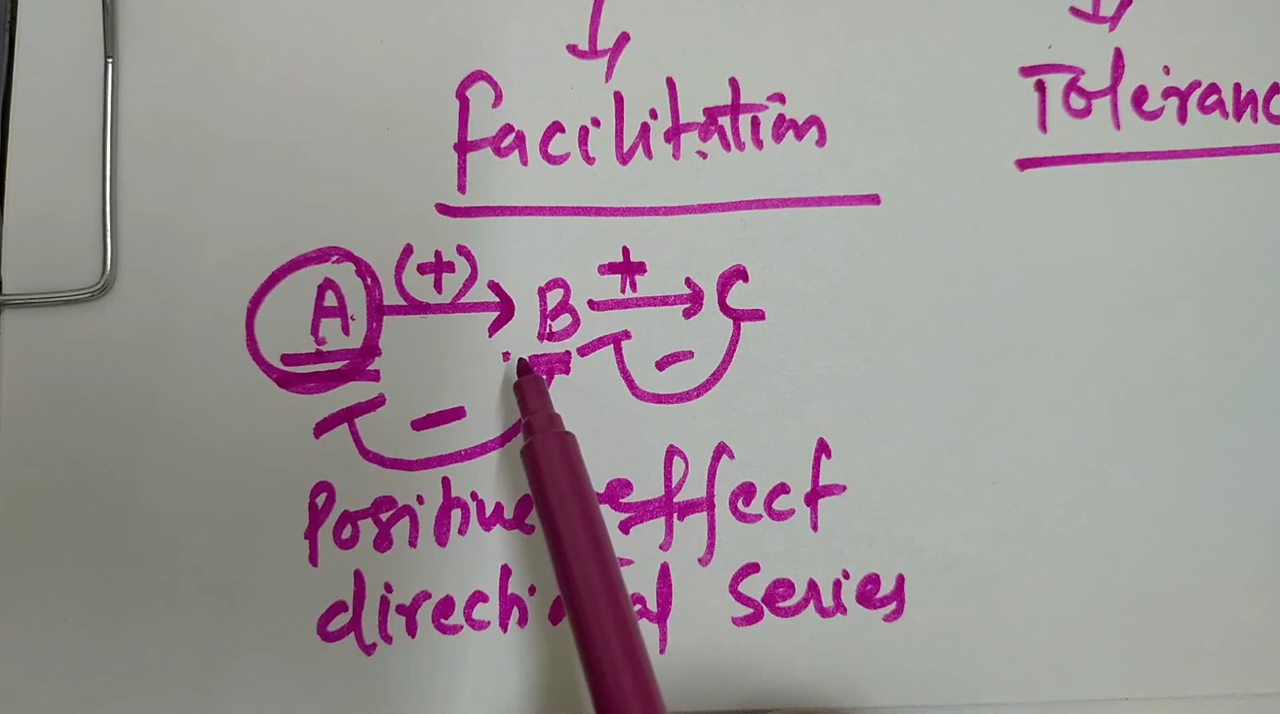 facilitation
Toleranc
A (+) B + C
-
-
Positive effect
series